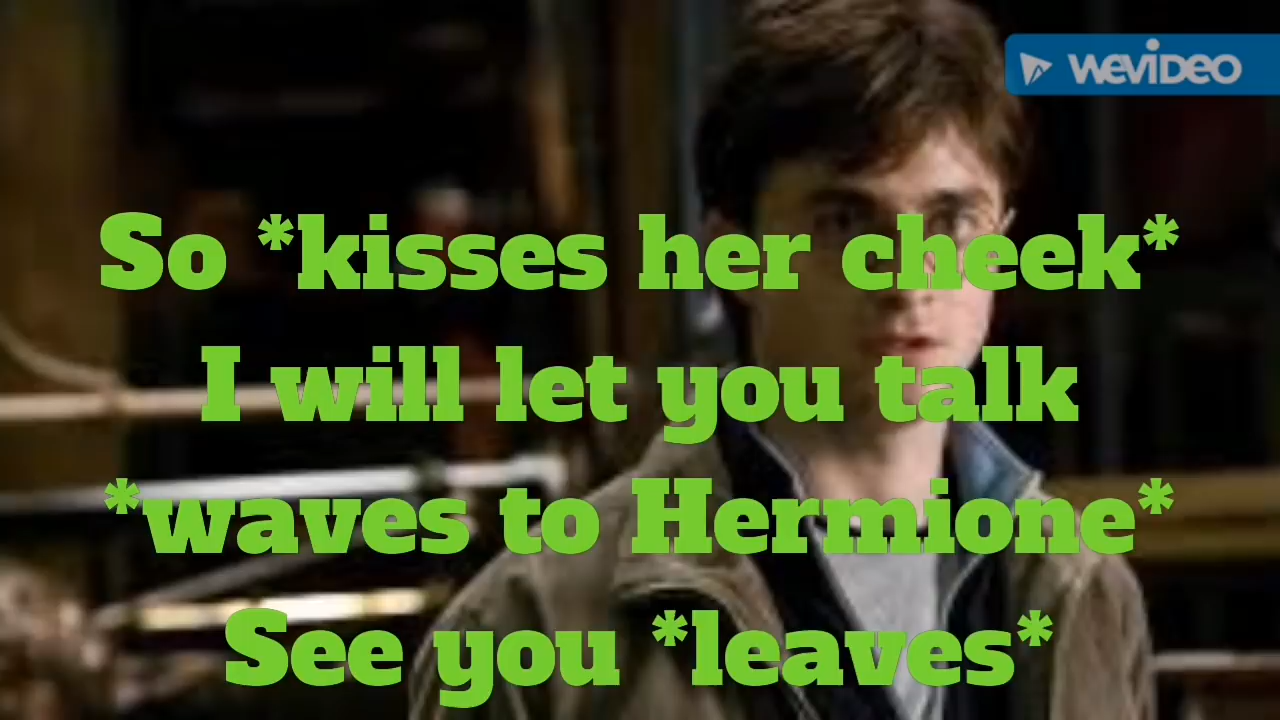 WEVIDEO
So *kisses her cheek*
I will let you talk
*waves to Hermione*
See you *leaves*